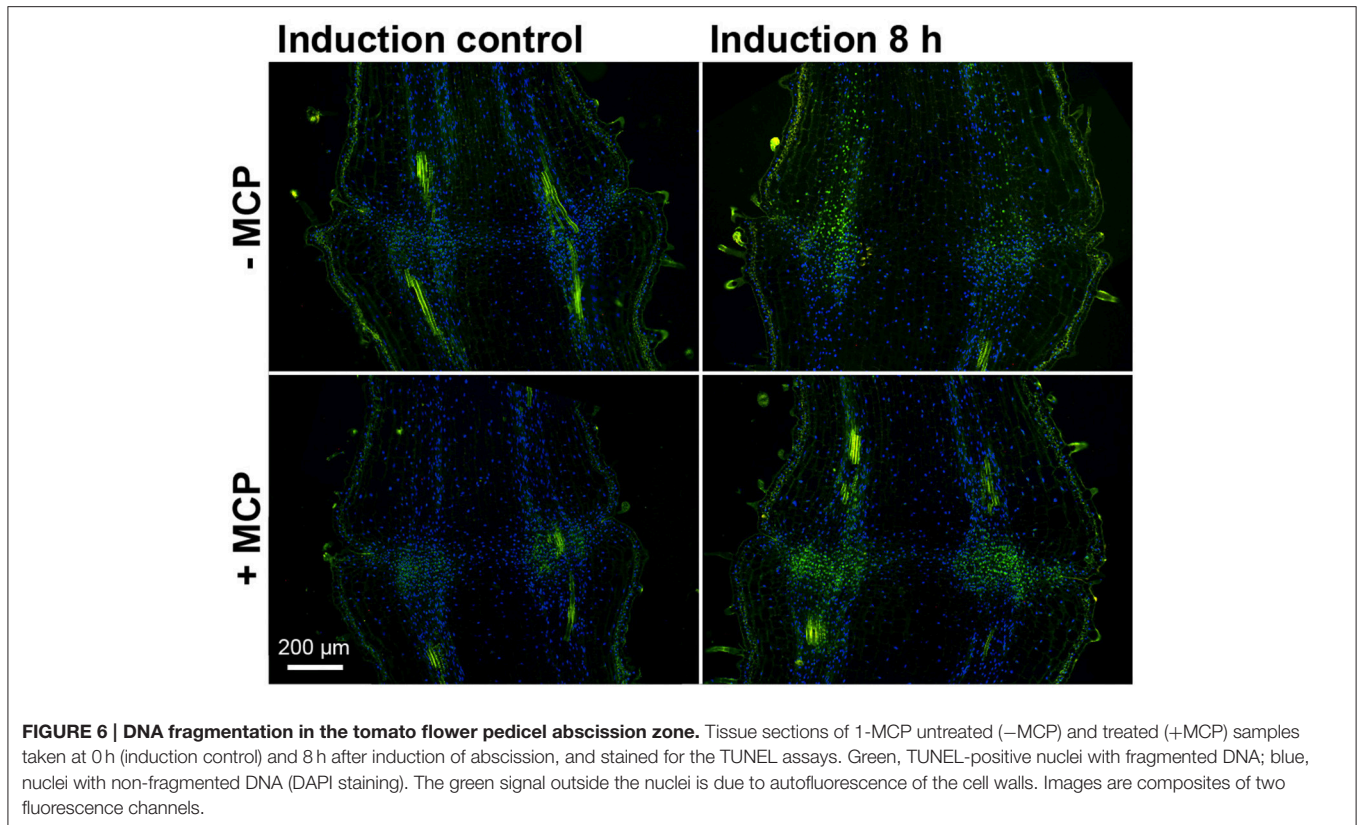 Induction control Induction 8 h
- MCP
+ MCP
200 µm
FIGURE 6 | DNA fragmentation in the tomato flower pedicel abscission zone. Tissue sections of 1-MCP untreated (−MCP) and treated (+MCP) samples
taken at 0 h (induction control) and 8 h after induction of abscission, and stained for the TUNEL assays. Green, TUNEL-positive nuclei with fragmented DNA; blue,
nuclei with non-fragmented DNA (DAPI staining). The green signal outside the nuclei is due to autofluorescence of the cell walls. Images are composites of two
fluorescence channels.